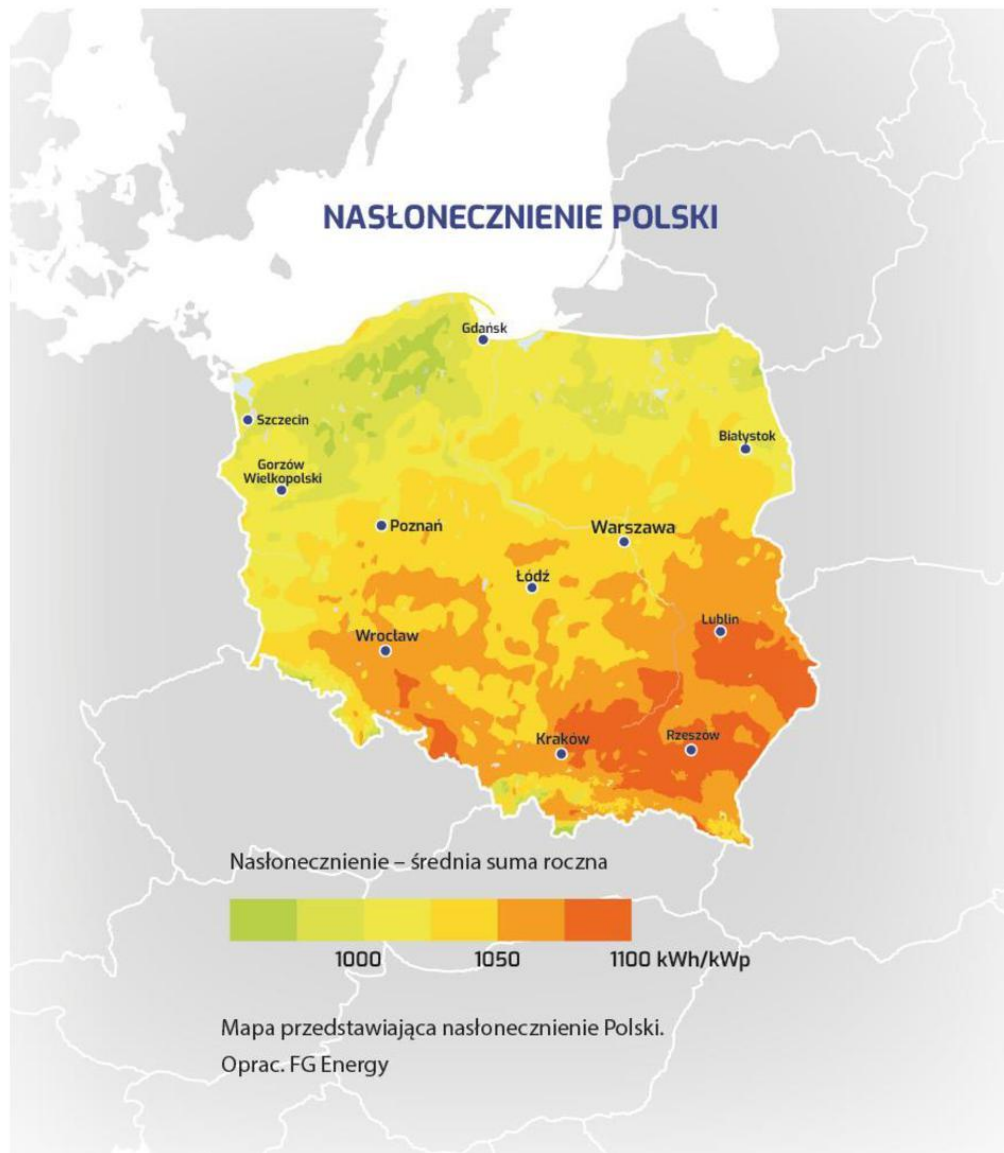 NASŁONECZNIENIE POLSKI
Gdańsk
Szczecin
Białystok
Gorzów
Wielkopolski
Poznań
Warszawa
Łódź
Lublin
Wrocław
Kraków
Rzeszów
Nasłonecznienie – średnia suma roczna
1000 1050 1100 kWh/kWp
Mapa przedstawiająca nasłonecznienie Polski.
Oprac. FG Energy